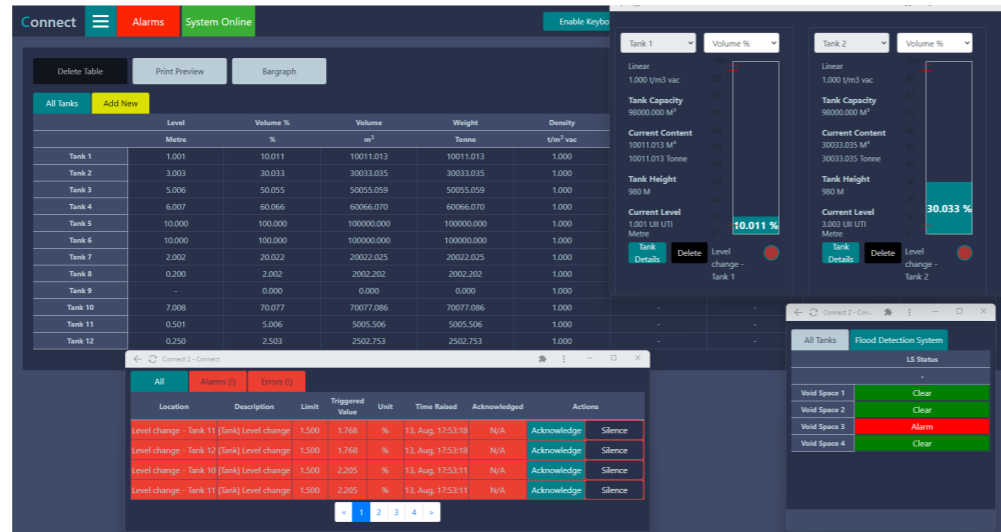 Connect Alarms System Online Enable Keybo
Delete Table Print Preview Bargraph
All Tanks Add New
Level Volume % Volume Weight Density
Metre % m³ Tonne t/m³ vac
Tank 1 1.001 10.011 10011.013 10011.013 1.000
Tank 2 3.003 30.033 30033.035 30033.035 1.000
Tank 3 5.006 50.055 50055.059 50055.059 1.000
Tank 4 6.007 60.066 60066.070 60066.070 1.000
Tank 5 10.000 100.000 100000.000 100000.000 1.000
Tank 6 10.000 100.000 100000.000 100000.000 1.000
Tank 7 2.002 20.022 20022.025 20022.025 1.000
Tank 8 0.200 2.002 2002.202 2002.202 1.000
Tank 9 - 0.000 0.000 0.000 1.000
Tank 10 7.008 70.077 70077.086 70077.086 1.000 - -
Tank 11 0.501 5.006 5005.506 5005.506 1.000 - -
Tank 12 0.250 2.503 2502.753 2502.753 1.000 - -
Tank 1 Volume %
Linear
1.000 t/m3 vac
Tank Capacity
98000.000 M³
Current Content
10011.013 M³
10011.013 Tonne
Tank Height
980 M
Current Level
1.001 Ull UTI
Metre
10.011 %
Tank Details Delete
Level change - Tank 1
Tank 2 Volume %
Linear
1.000 t/m3 vac
Tank Capacity
98000.000 M³
Current Content
30033.035 M³
30033.035 Tonne
Tank Height
980 M
Current Level
3.003 Ull UTI
Metre
30.033 %
Tank Details Delete
Level change - Tank 2
Connect 2 - Connect
All Alarms (!) Errors (!)
Location Description Limit Triggered Value Unit Time Raised Acknowledged Actions
Level change - Tank 11 [Tank] Level change 1.500 1.768 % 13, Aug, 17:53:18 N/A Acknowledge Silence
Level change - Tank 12 [Tank] Level change 1.500 1.768 % 13, Aug, 17:53:18 N/A Acknowledge Silence
Level change - Tank 10 [Tank] Level change 1.500 2.205 % 13, Aug, 17:53:11 N/A Acknowledge Silence
Level change - Tank 11 [Tank] Level change 1.500 2.205 % 13, Aug, 17:53:11 N/A Acknowledge Silence
« 1 2 3 4 »
Connect 2 - Con...
All Tanks Flood Detection System
LS Status
-
Void Space 1 Clear
Void Space 2 Clear
Void Space 3 Alarm
Void Space 4 Clear